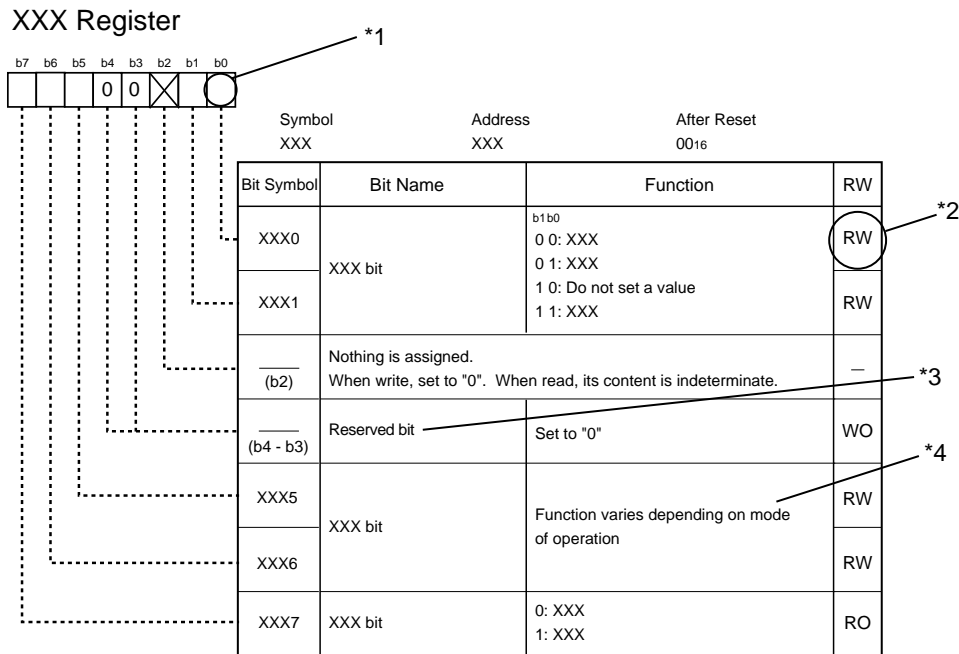 XXX Register
*1
b7 b6 b5 b4 b3 b2 b1 b0
0 0
Symbol Address After Reset
XXX XXX 0016
Bit Symbol Bit Name Function RW
*2
XXX0 XXX bit b1b0 RW
0 0: XXX
0 1: XXX
1 0: Do not set a value
XXX1 1 1: XXX RW
(b2) Nothing is assigned. –
When write, set to "0". When read, its content is indeterminate.
*3
(b4 - b3) Reserved bit Set to "0" WO
*4
XXX5 XXX bit Function varies depending on mode RW
of operation
XXX6 RW
XXX7 XXX bit 0: XXX RO
1: XXX